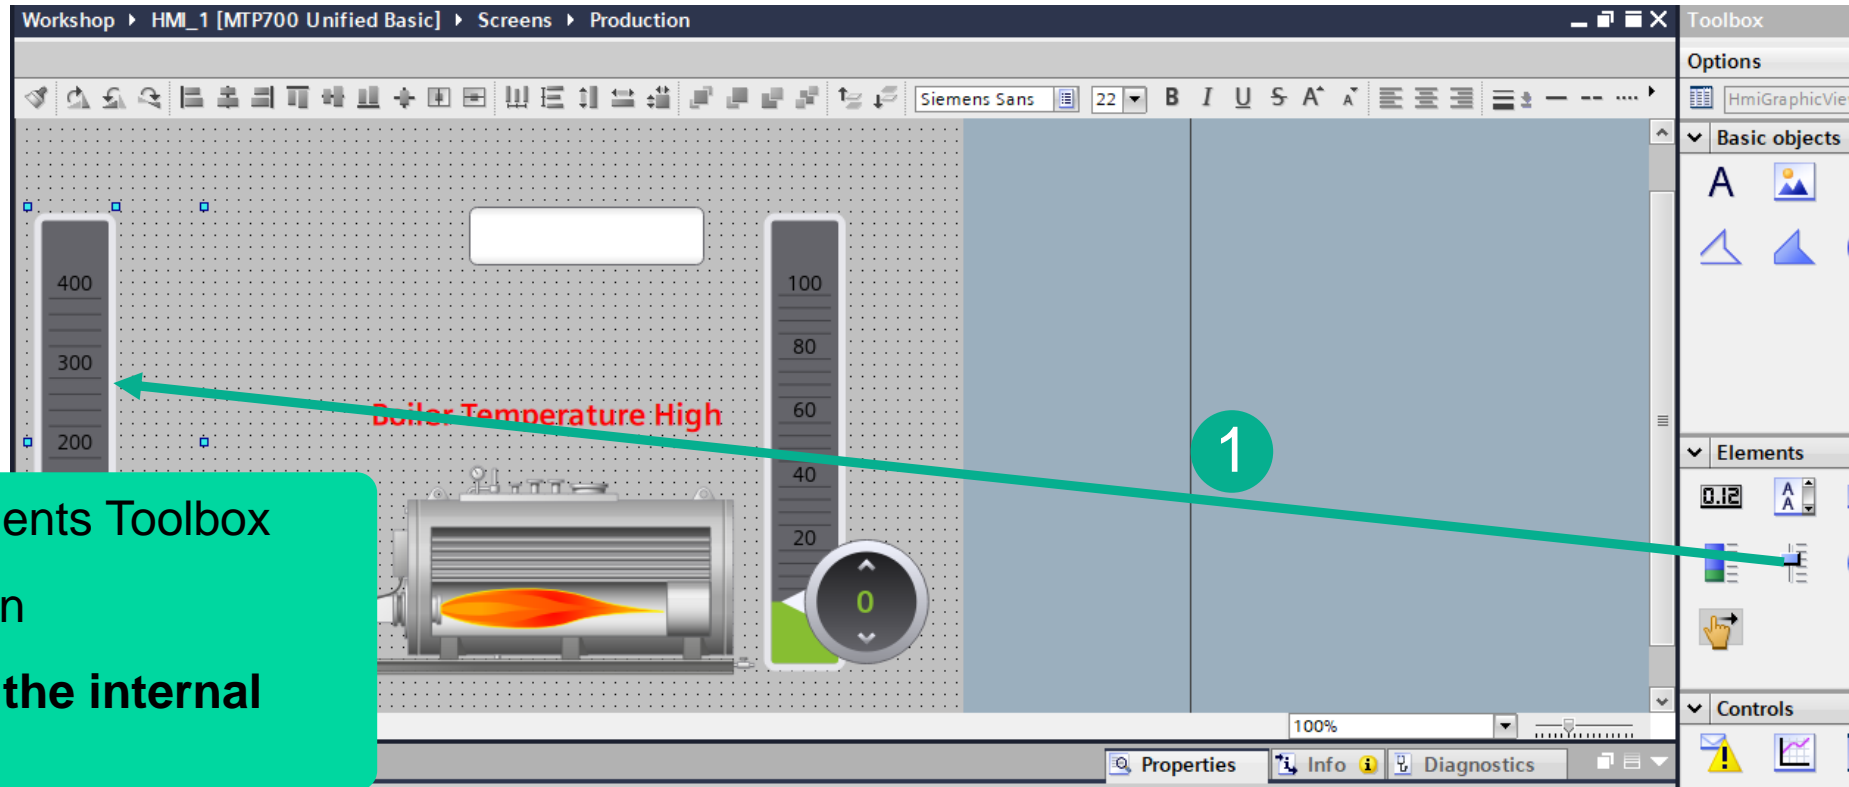 Workshop ▸ HMI_1 [MTP700 Unified Basic] ▸ Screens ▸ Production
Toolbox
Options
Siemens Sans 22 B I U S A A
HmiGraphicVie
Basic objects
A
400
300
200
100
80
60
40
20
0
Boiler Temperature High
1
Elements
0.12
A
A
ents Toolbox
n
the internal
100%
Controls
Properties Info Diagnostics